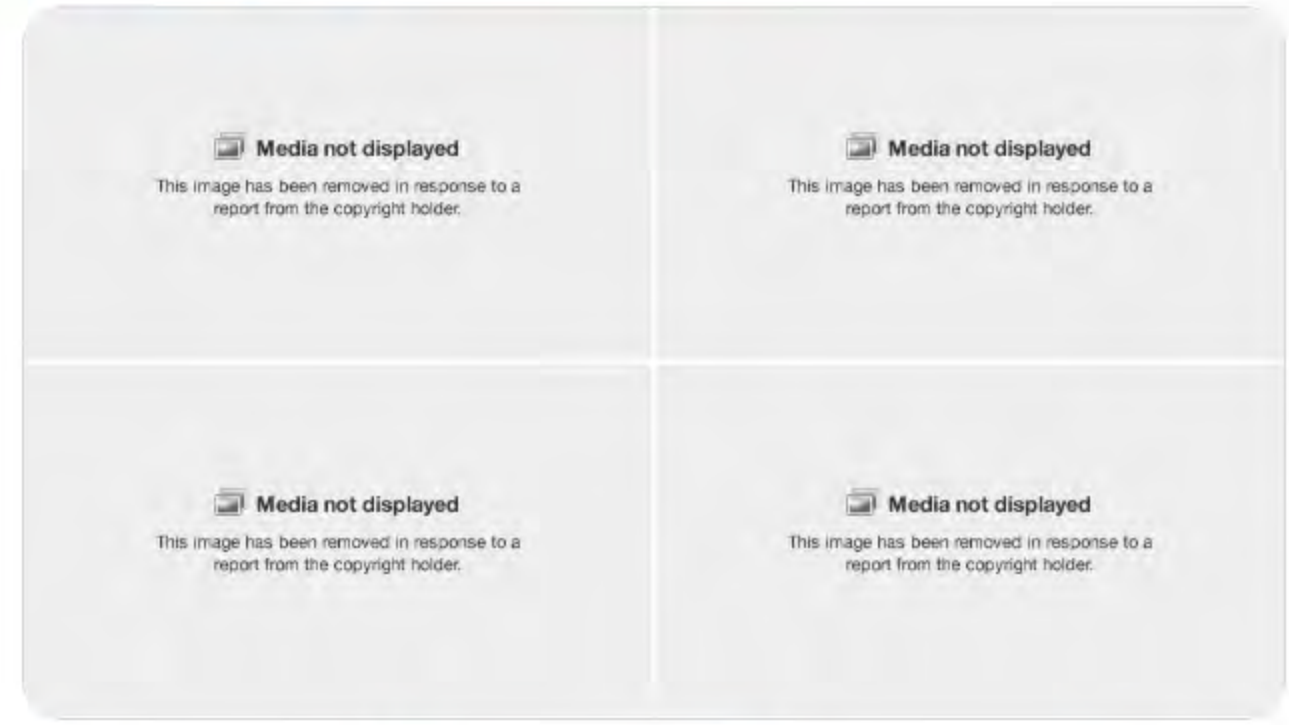 Media not displayed
This image has been removed in response to a
report from the copyright holder.
Media not displayed
This image has been removed in response to a
report from the copyright holder.
Media not displayed
This image has been removed in response to a
report from the copyright holder.
Media not displayed
This image has been removed in response to a
report from the copyright holder.